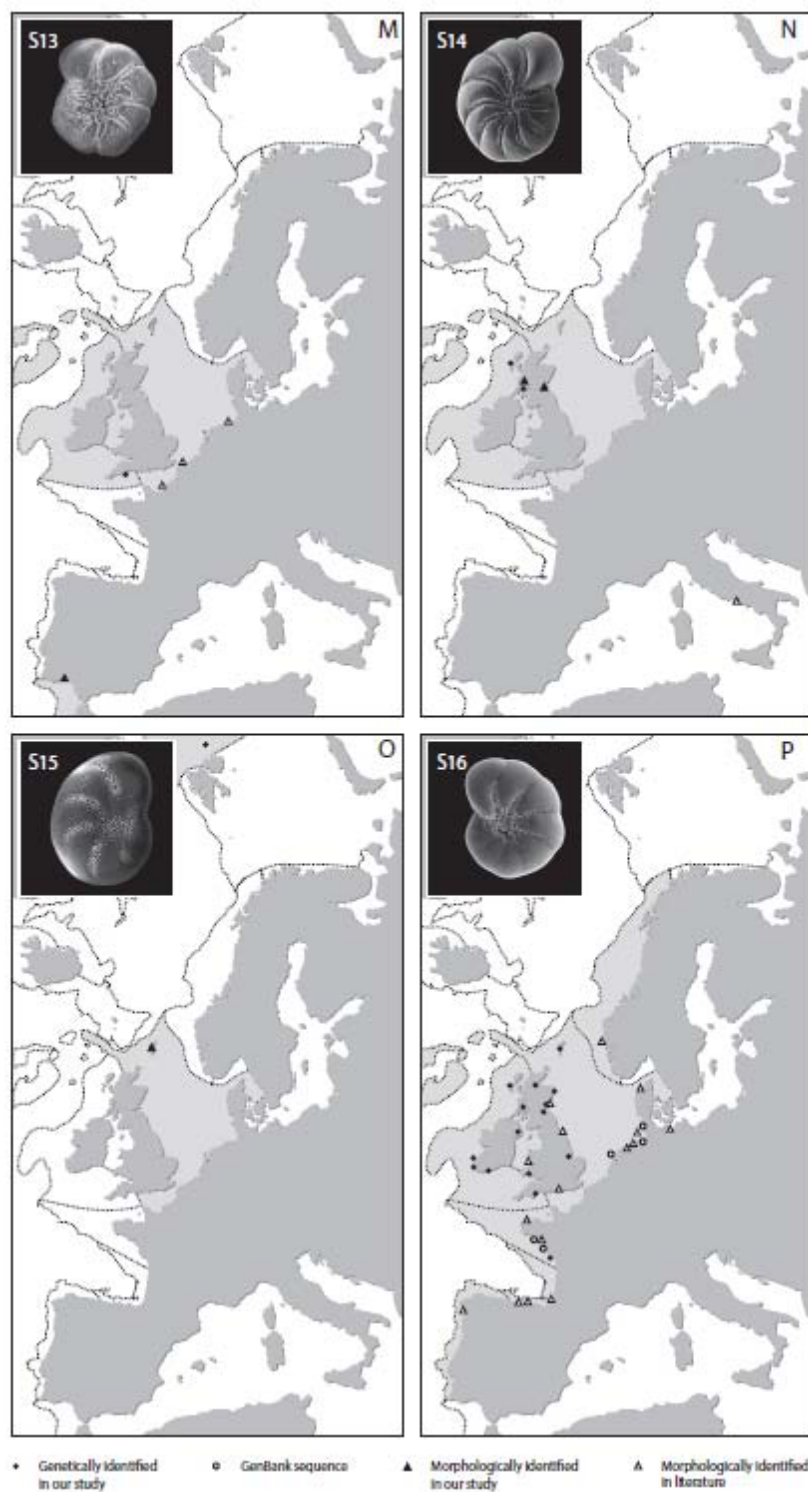 S13 M
S14 N
S15 O
S16 P
Genetically identified in our study
GenBank sequence
Morphologically identified in our study
Morphologically identified in literature